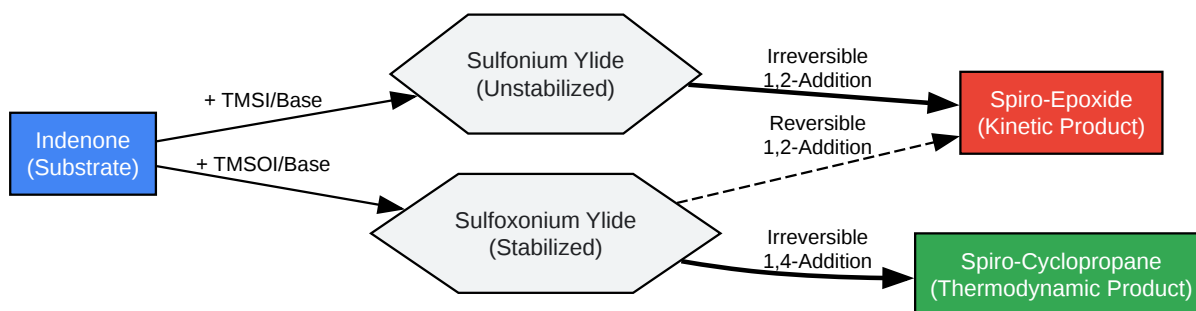 Indenone
(Substrate)
+ TMSI/Base
+ TMSOI/Base
Sulfonium Ylide
(Unstabilized)
Sulfoxonium Ylide
(Stabilized)
Irreversible
1,2-Addition
Reversible
1,2-Addition
Irreversible
1,4-Addition
Spiro-Epoxide
(Kinetic Product)
Spiro-Cyclopropane
(Thermodynamic Product)